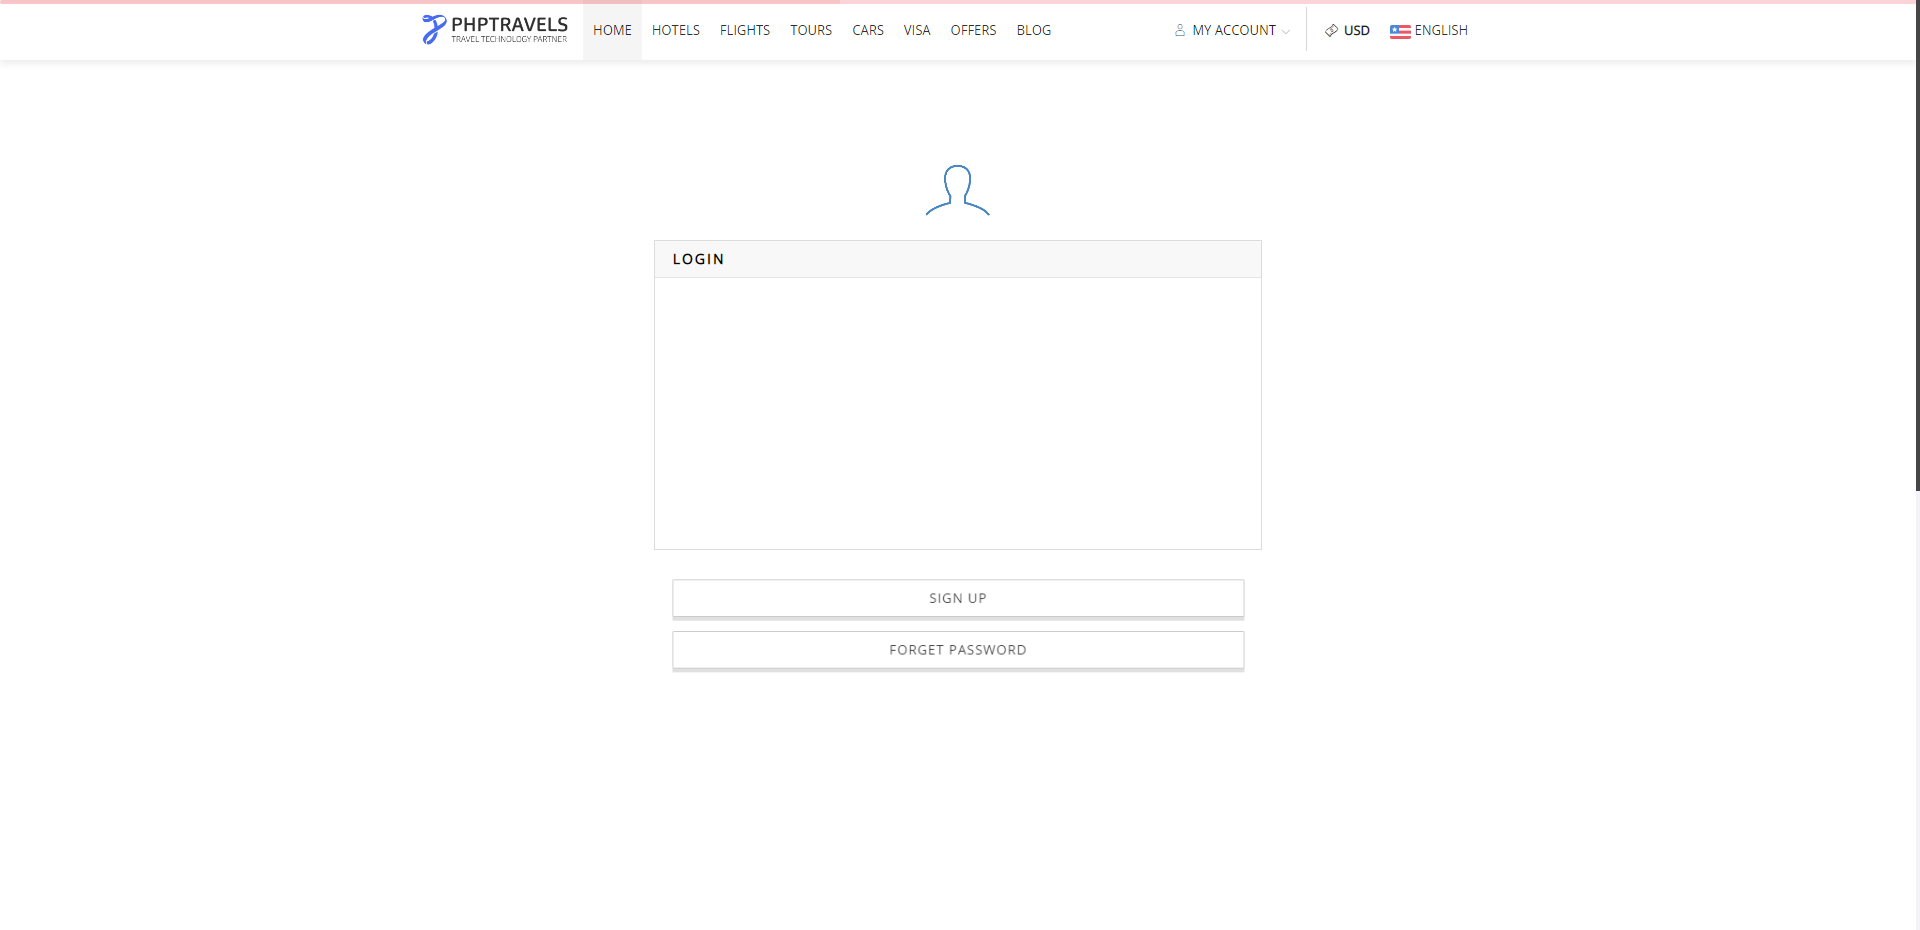 PHPTRAVELS
TRAVEL TECHNOLOGY PARTNER
HOME HOTELS FLIGHTS TOURS CARS VISA OFFERS BLOG MY ACCOUNT USD ENGLISH
LOGIN
SIGN UP
FORGET PASSWORD